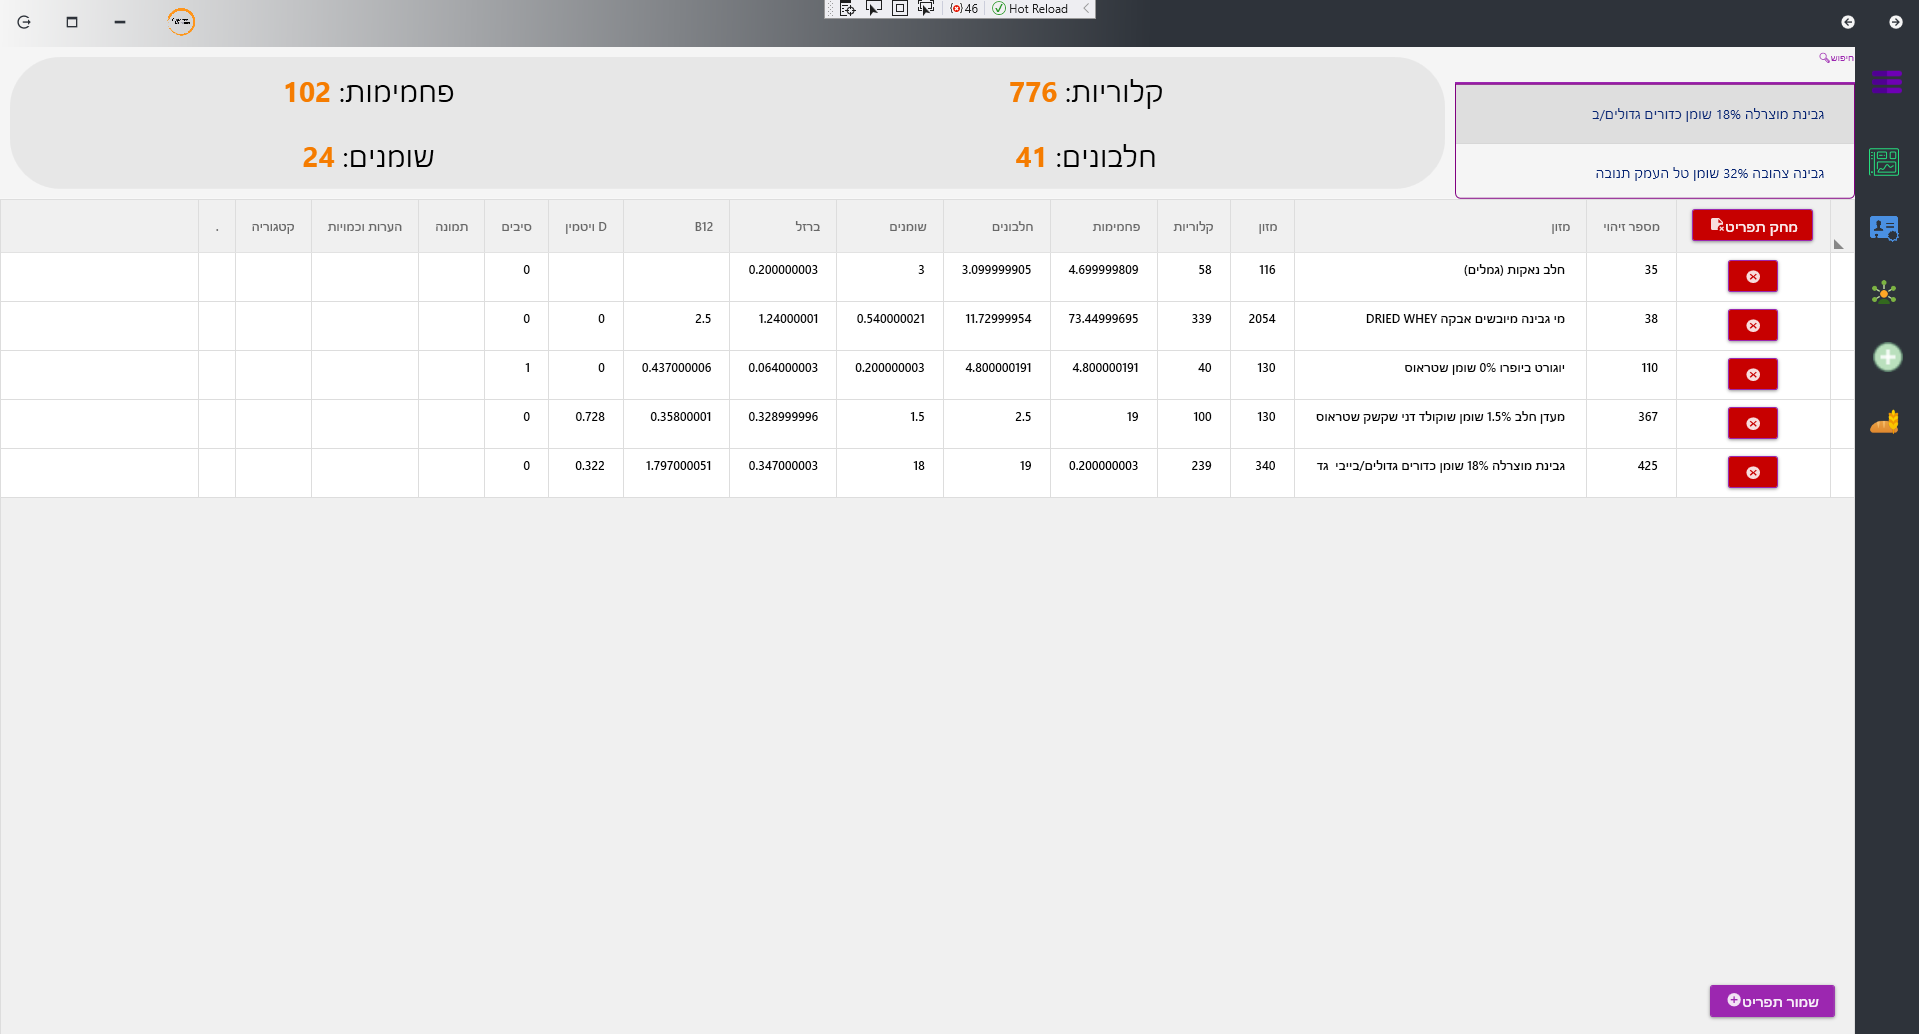 46
Hot Reload
חיפוש
קלוריות: 776
פחמימות: 102
חלבונים: 41
שומנים: 24
גבינת מוצרלה 18% שומן כדורים גדולים/ב
גבינה צהובה 32% שומן טל העמק תנובה
מחק תפריט מספר זיהוי מזון מזון קלוריות פחמימות חלבונים שומנים ברזל B12 ויטמין D סיבים תמונה הערות וכמויות קטגוריה .
35 חלב נאקות (גמלים) 116 58 4.699999809 3.099999905 3 0.200000003 0
38 מי גבינה מיובשים אבקה DRIED WHEY 2054 339 73.44999695 11.72999954 0.540000021 1.24000001 2.5 0 0
110 יוגורט ביופרו 0% שומן שטראוס 130 40 4.800000191 4.800000191 0.200000003 0.064000003 0.437000006 0 1
367 מעדן חלב 1.5% שומן שוקולד דני שקשק שטראוס 130 100 19 2.5 1.5 0.328999996 0.35800001 0.728 0
425 גבינת מוצרלה 18% שומן כדורים גדולים/בייבי גד 340 239 0.200000003 19 18 0.347000003 1.797000051 0.322 0
שמור תפריט